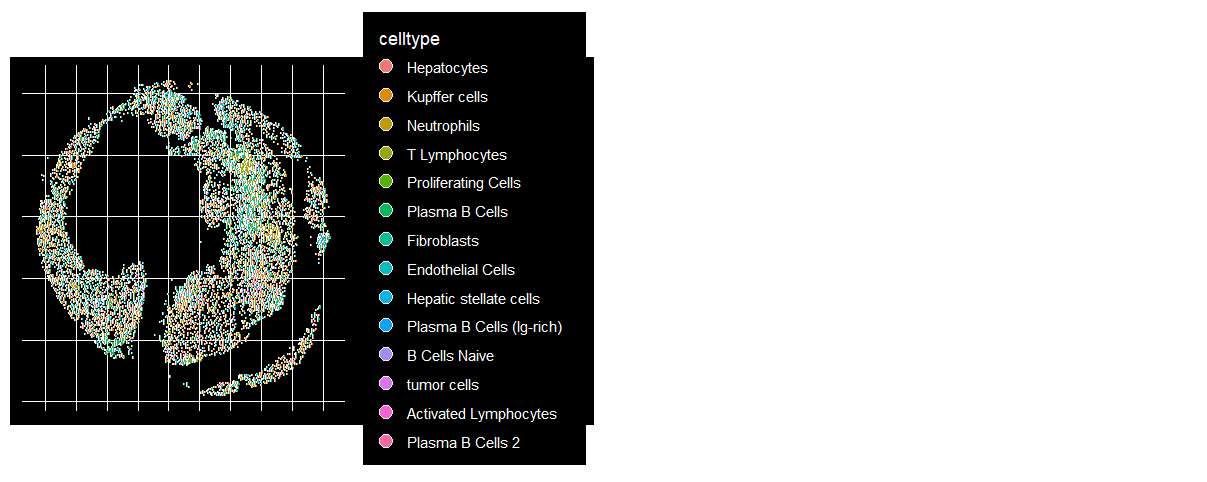 celltype
Hepatocytes
Kupffer cells
Neutrophils
T Lymphocytes
Proliferating Cells
Plasma B Cells
Fibroblasts
Endothelial Cells
Hepatic stellate cells
Plasma B Cells (Ig-rich)
B Cells Naive
tumor cells
Activated Lymphocytes
Plasma B Cells 2